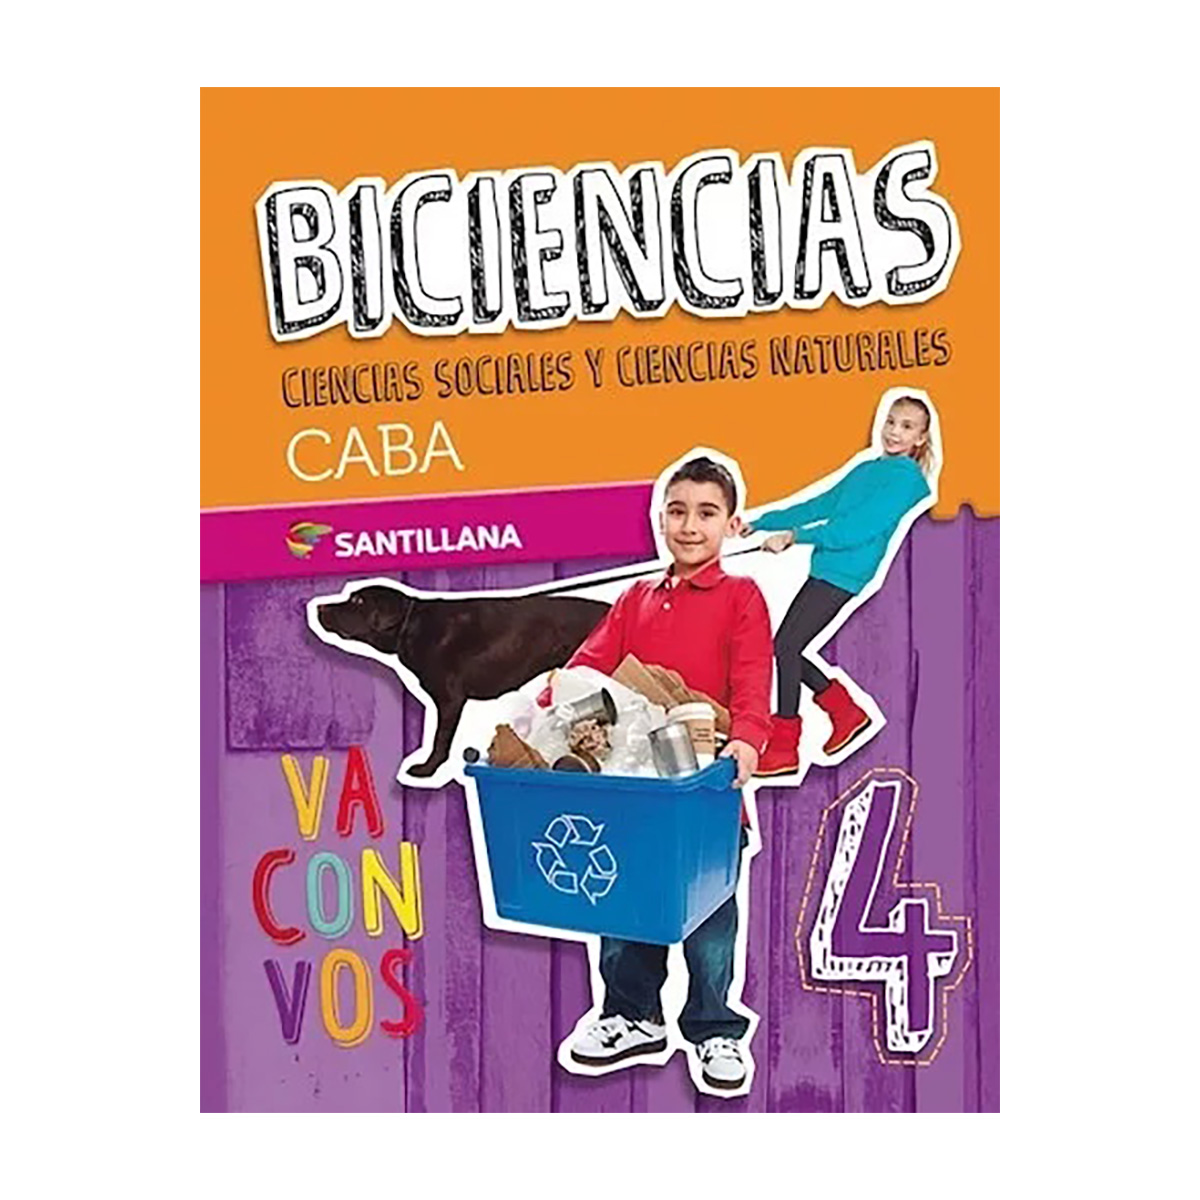 BICIENCIAS
CIENCIAS SOCIALES Y CIENCIAS NATURALES
CABA
SANTILLANA
VA
CON
VOS
4